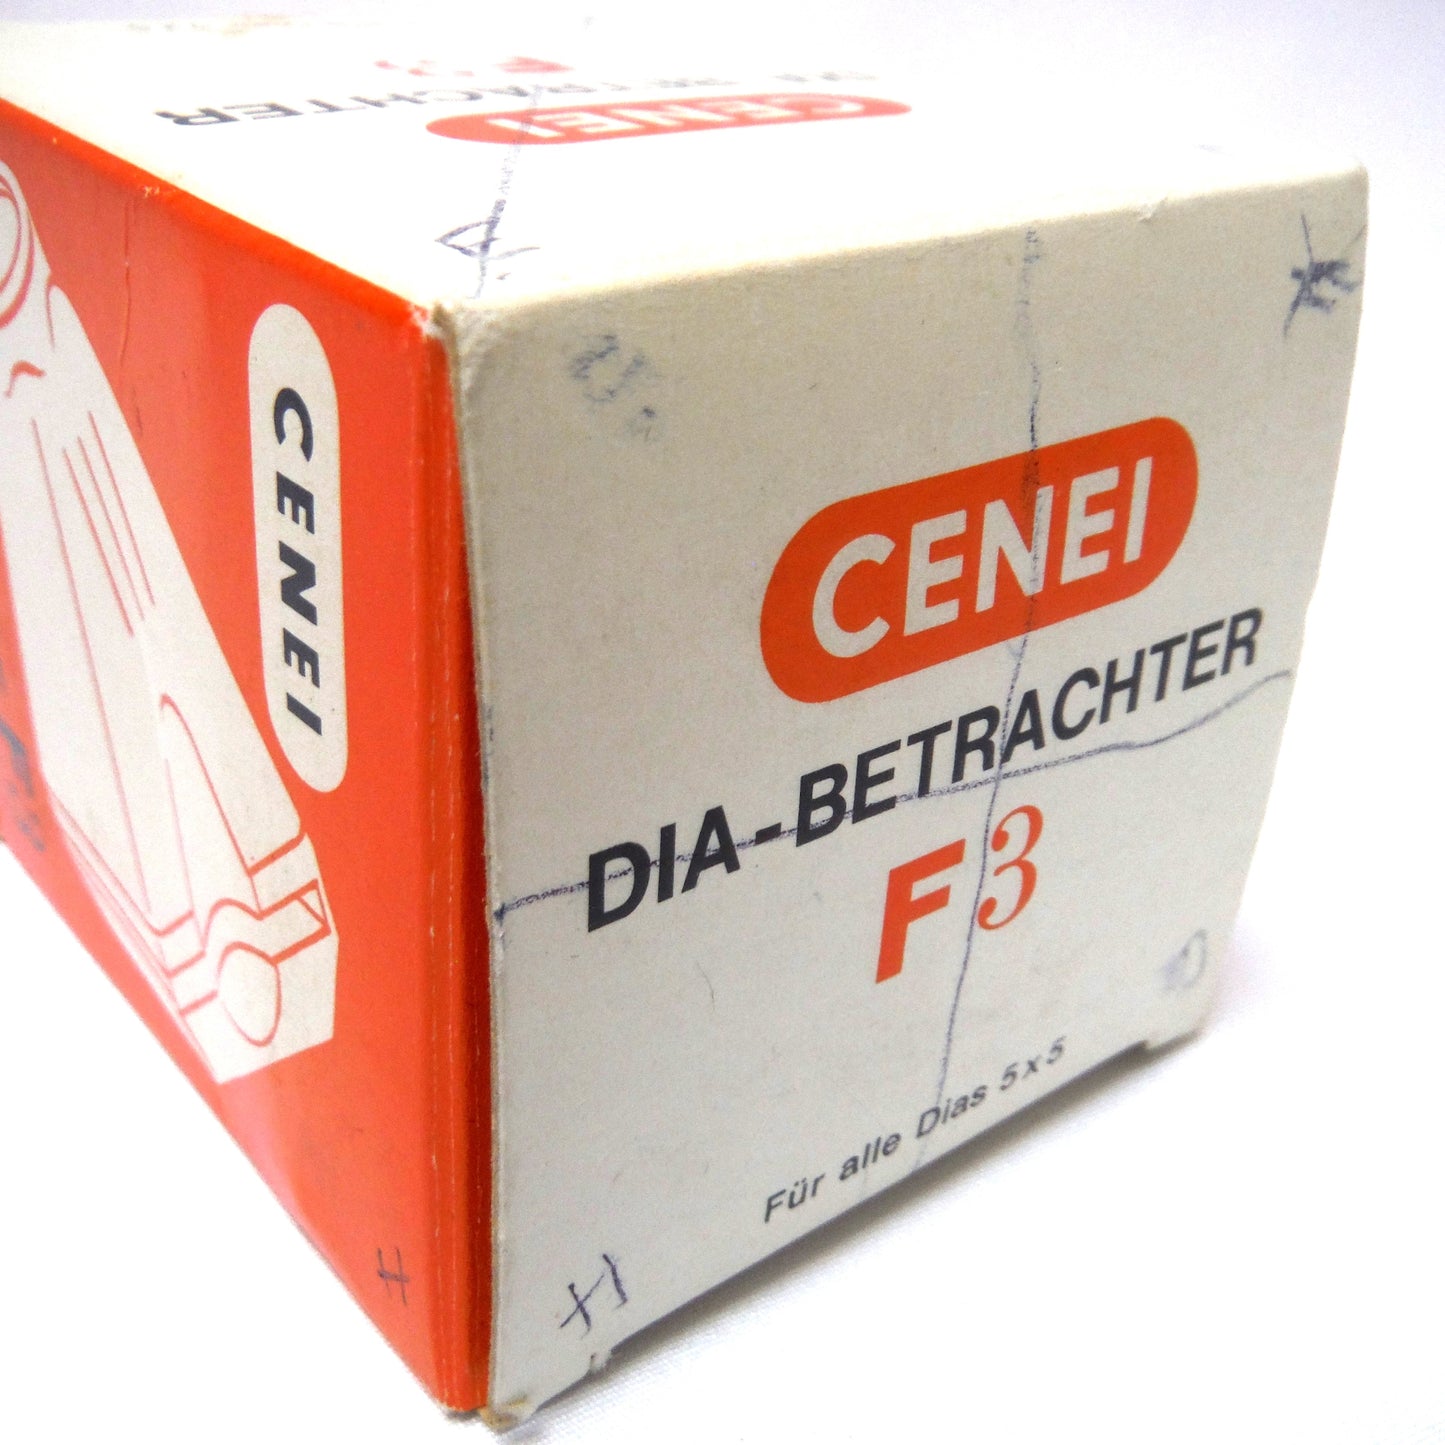 BETRACHTER
CENEI
CENEI
CENEI
DIA-BETRACHTER
F3
Für alle Dias 5x5
H